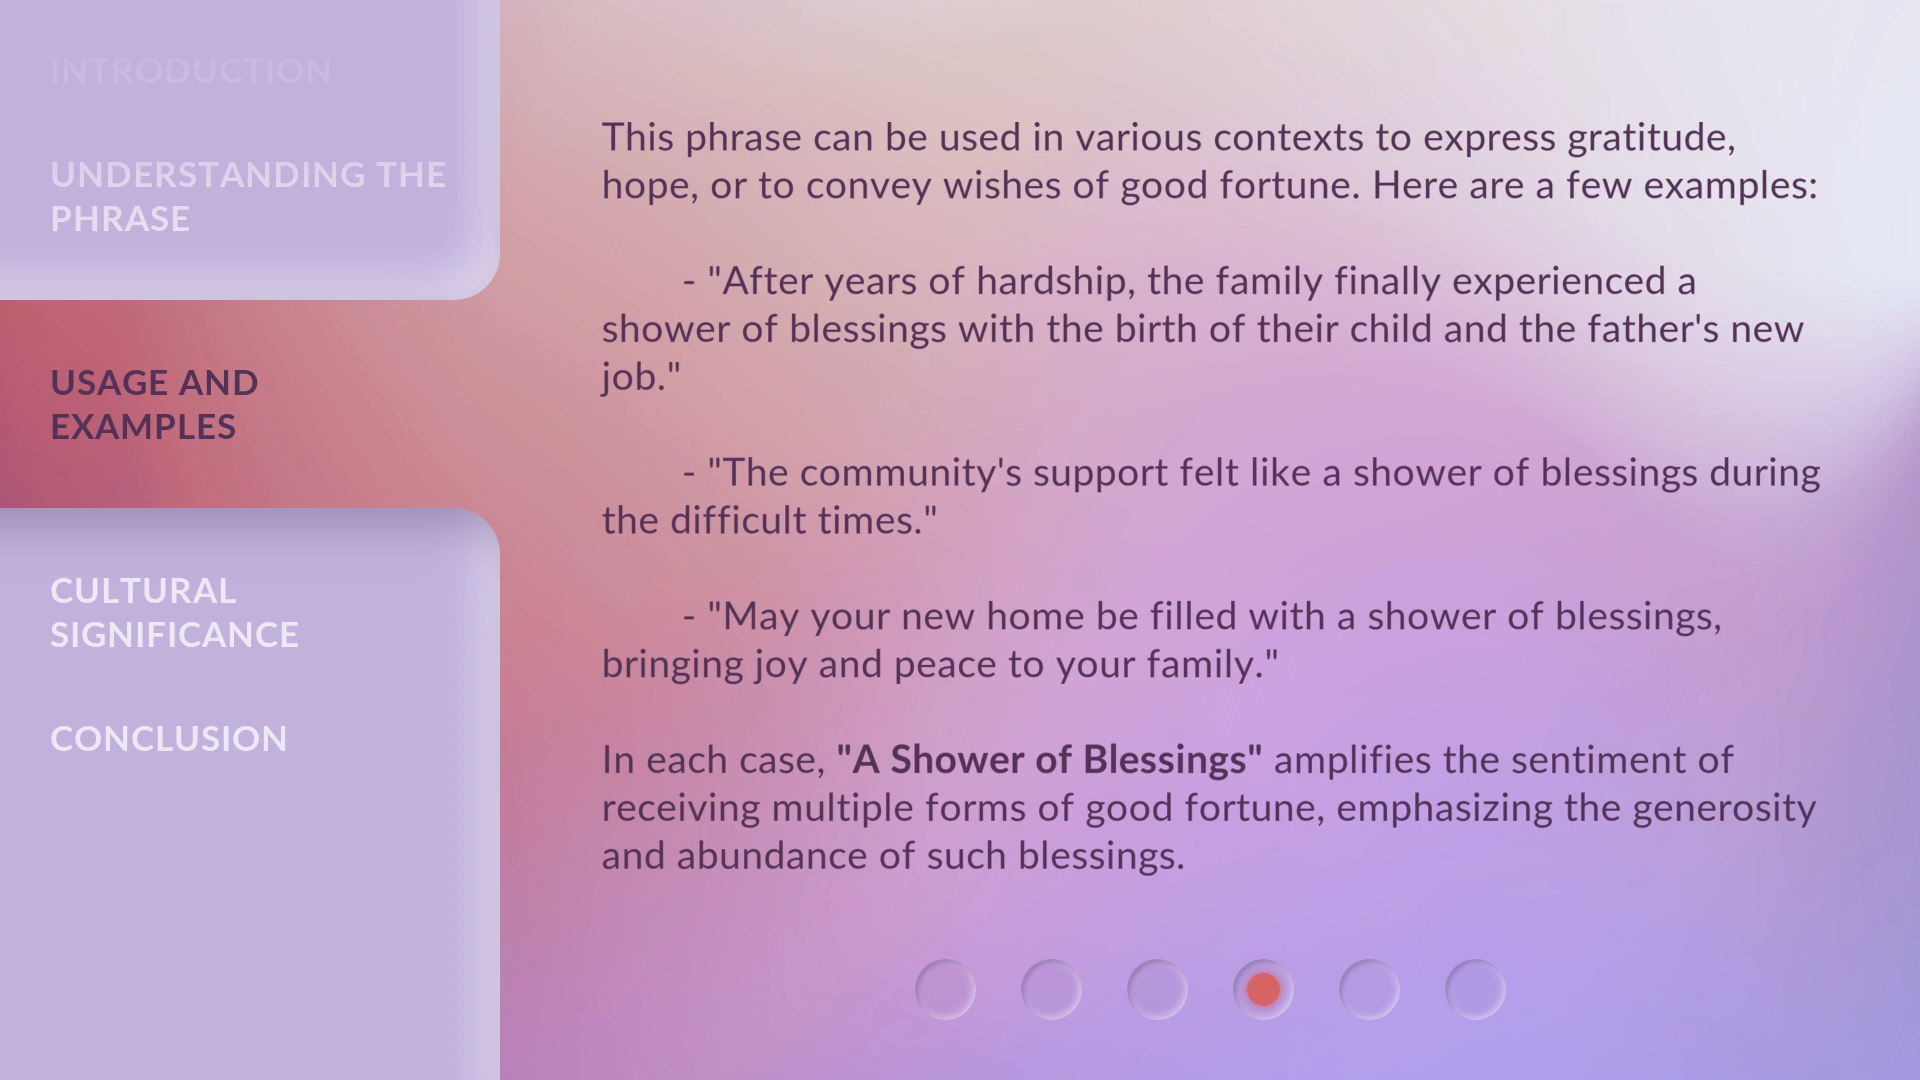 INTRODUCTION
UNDERSTANDING THE
PHRASE
USAGE AND
EXAMPLES
CULTURAL
SIGNIFICANCE
CONCLUSION
This phrase can be used in various contexts to express gratitude,
hope, or to convey wishes of good fortune. Here are a few examples:
- "After years of hardship, the family finally experienced a
shower of blessings with the birth of their child and the father's new
job."
- "The community's support felt like a shower of blessings during
the difficult times."
- "May your new home be filled with a shower of blessings,
bringing joy and peace to your family."
In each case, "A Shower of Blessings" amplifies the sentiment of
receiving multiple forms of good fortune, emphasizing the generosity
and abundance of such blessings.